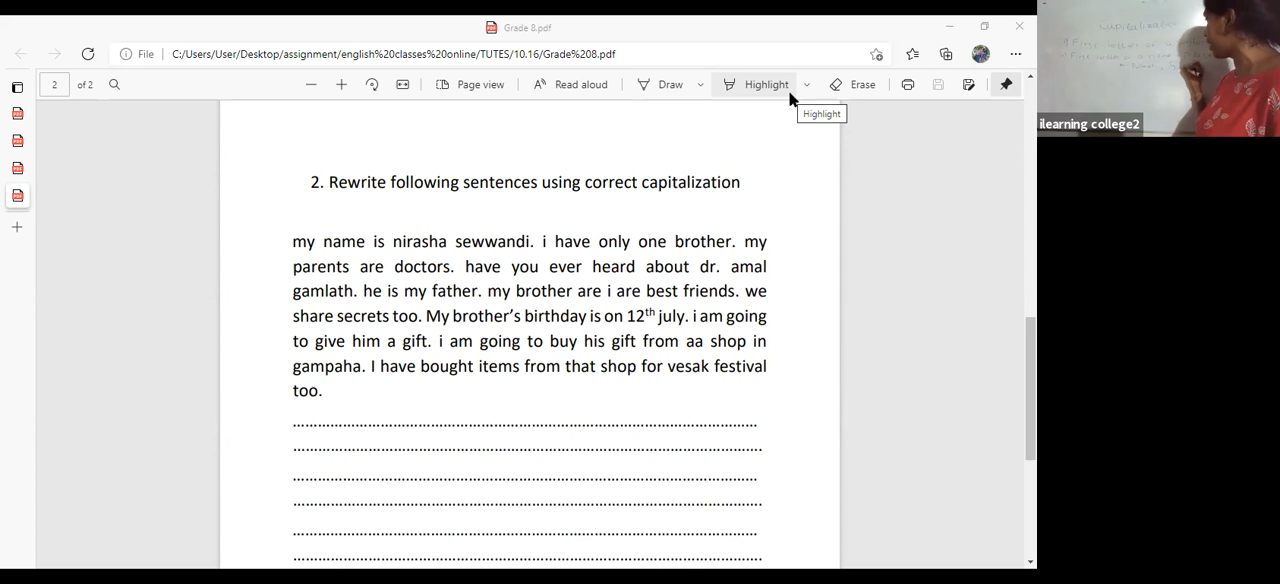 Grade 8.pdf
File
C:/Users/User/Desktop/assignment/english%20classes%20online/TUTES/10.16/Grade%208.pdf
2 of 2
Page view
Read aloud
Draw
Highlight
Erase
Highlight
2. Rewrite following sentences using correct capitalization
my name is nirasha sewwandi. i have only one brother. my
parents are doctors. have you ever heard about dr. amal
gamlath. he is my father. my brother are i are best friends. we
share secrets too. My brother’s birthday is on 12th july. i am going
to give him a gift. i am going to buy his gift from aa shop in
gampaha. I have bought items from that shop for vesak festival
too.
Capitalization
ilearning college2